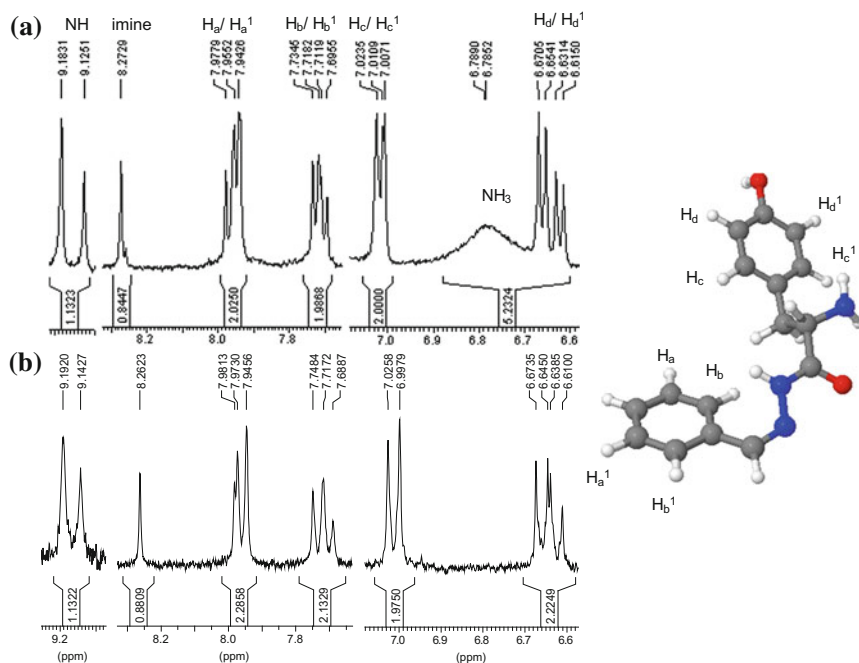 (a)
NH imine Ha/ Ha1 Hb/ Hb1 Hc/ Hc1 Hd/ Hd1
9.1831
9.1251
8.2729
7.9779
7.9552
7.9426
7.7345
7.7182
7.7119
7.6955
7.0235
7.0109
7.0071
6.7890
6.7852
6.6705
6.6541
6.6314
6.6150
NH3
1.1323 0.8447 2.0250 1.9868 2.0000 5.2324
8.2 8.0 7.8 7.0 6.9 6.8 6.7 6.6
(b)
9.1920
9.1427
8.2623
7.9813
7.9730
7.9456
7.7484
7.7172
7.6887
7.0258
6.9979
6.6735
6.6450
6.6385
6.6100
1.1322 0.8809 2.2858 2.1329 1.9750 2.2249
9.2 8.2 8.0 7.8 7.0 6.9 6.8 6.7 6.6
(ppm) (ppm) (ppm)
Hd Hd1
Hc Hc1
Ha Hb
Ha1 Hb1